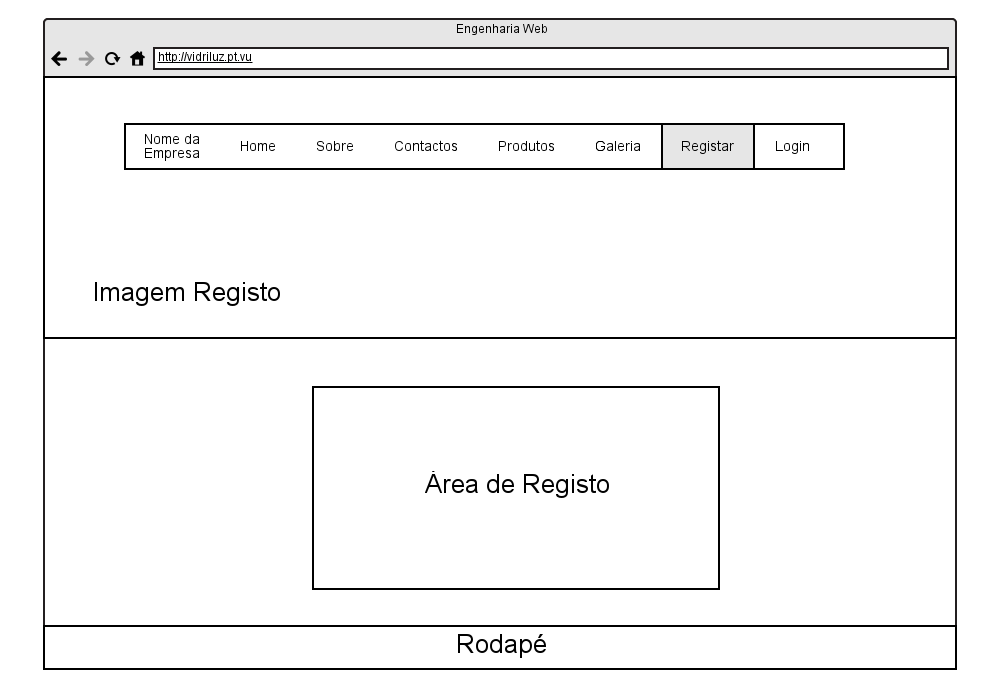 Engenharia Web
http://vidriluz.pt.vu
Nome da
Empresa
Home
Sobre
Contactos
Produtos
Galeria
Registar
Login
Imagem Registo
Área de Registo
Rodapé